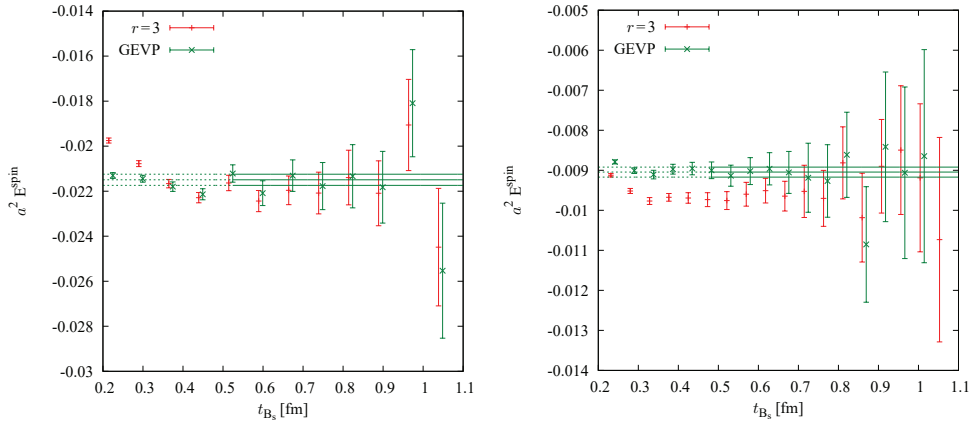 r = 3
GEVP
-0.014
-0.016
-0.018
-0.02
-0.022
-0.024
-0.026
-0.028
-0.03
a² E^spin
0.2 0.3 0.4 0.5 0.6 0.7 0.8 0.9 1 1.1
t_Bs [fm]
r = 3
GEVP
-0.005
-0.006
-0.007
-0.008
-0.009
-0.01
-0.011
-0.012
-0.013
-0.014
a² E^spin
0.2 0.3 0.4 0.5 0.6 0.7 0.8 0.9 1 1.1
t_Bs [fm]